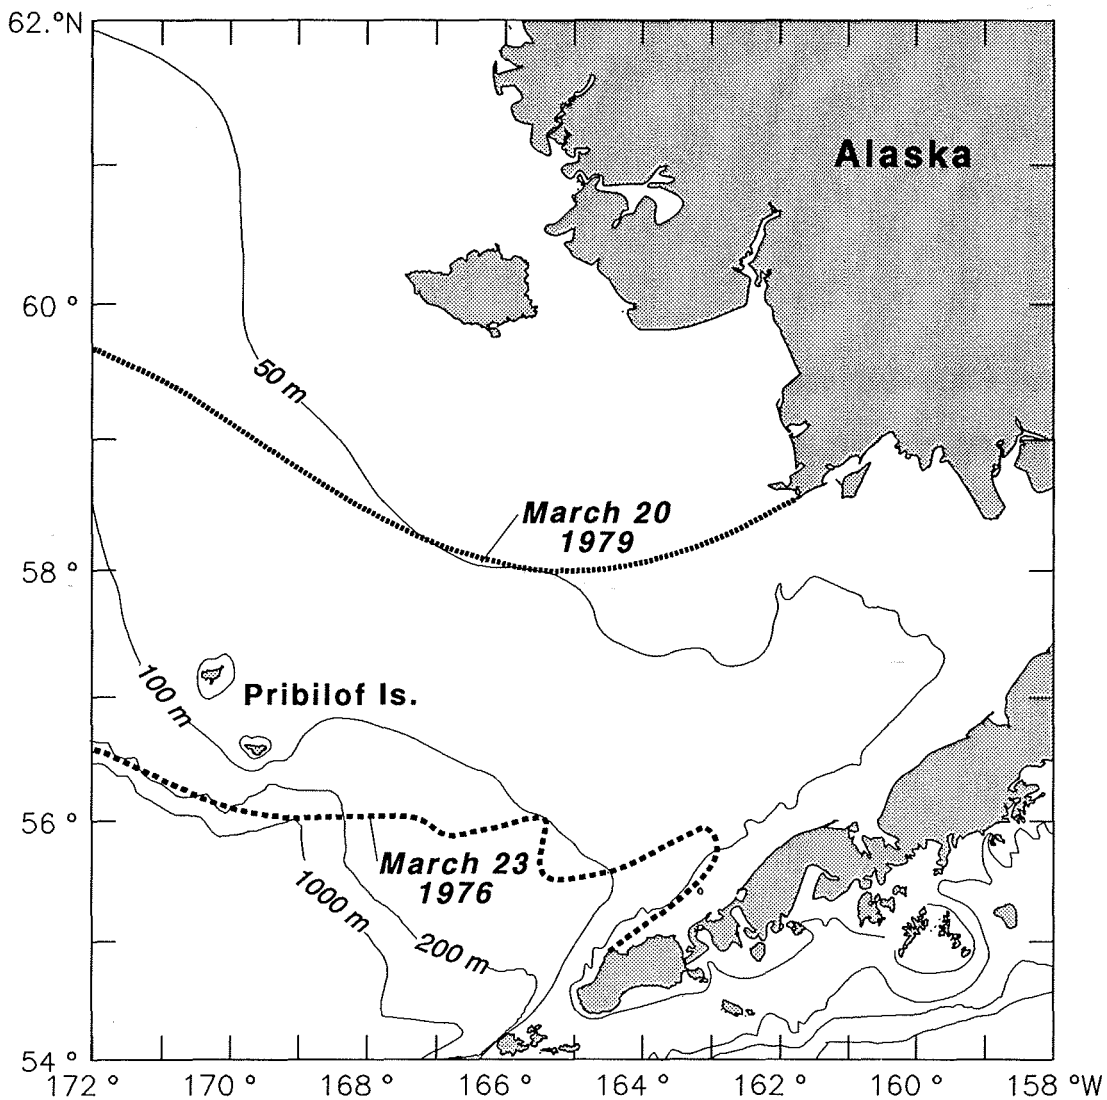 62.°N
Alaska
60°
50 m
March 20
1979
58°
100 m
Pribilof Is.
56°
March 23
1976
1000 m
200 m
54°
172° 170° 168° 166° 164° 162° 160° 158°W